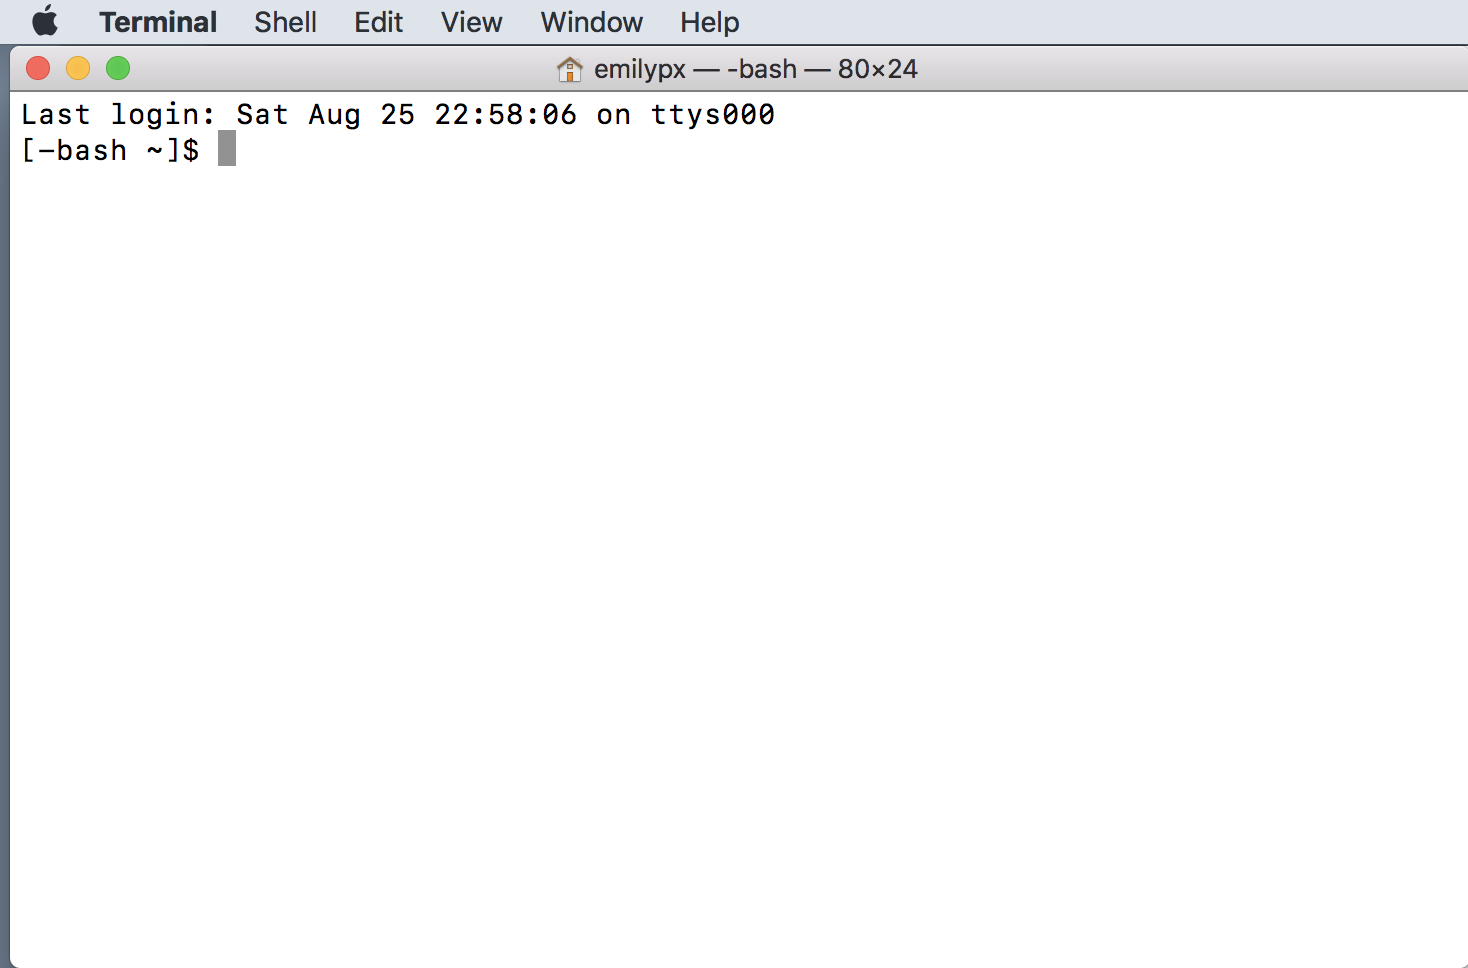 Terminal Shell Edit View Window Help
emilypx — -bash — 80×24
Last login: Sat Aug 25 22:58:06 on ttys000
[-bash ~]$